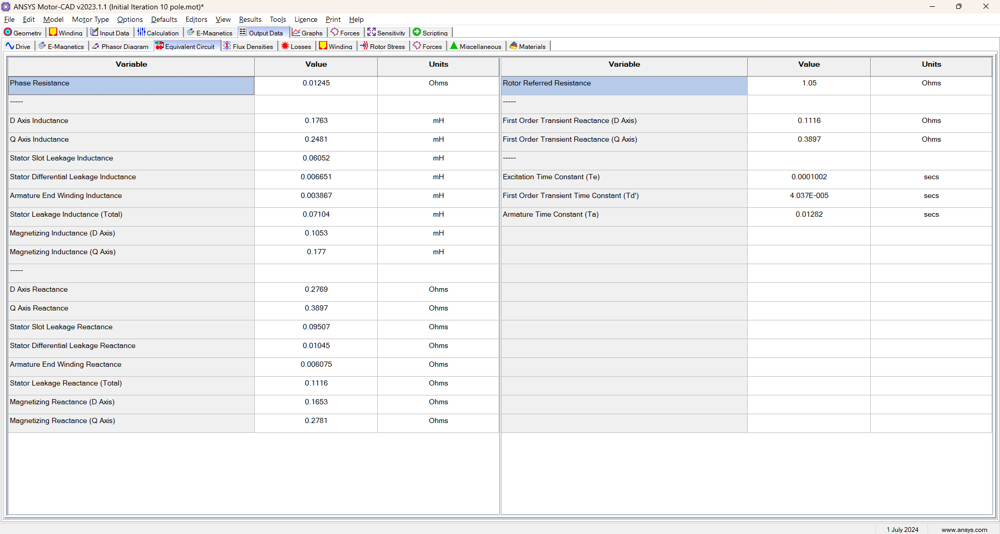 ANSYS Motor-CAD v2023.1.1 (Initial Iteration 10 pole.mot)*
File Edit Model Motor Type Options Defaults Editors View Results Tools Licence Print Help
Geometry Winding Input Data Calculation E-Magnetics Output Data Graphs Forces Sensitivity Scripting
Drive E-Magnetics Phasor Diagram Equivalent Circuit Flux Densities Losses Winding Rotor Stress Forces Miscellaneous Materials
Variable Value Units
Phase Resistance 0.01245 Ohms
-----
D Axis Inductance 0.1763 mH
Q Axis Inductance 0.2481 mH
Stator Slot Leakage Inductance 0.06052 mH
Stator Differential Leakage Inductance 0.006651 mH
Armature End Winding Inductance 0.003867 mH
Stator Leakage Inductance (Total) 0.07104 mH
Magnetizing Inductance (D Axis) 0.1053 mH
Magnetizing Inductance (Q Axis) 0.177 mH
-----
D Axis Reactance 0.2769 Ohms
Q Axis Reactance 0.3897 Ohms
Stator Slot Leakage Reactance 0.09507 Ohms
Stator Differential Leakage Reactance 0.01045 Ohms
Armature End Winding Reactance 0.006075 Ohms
Stator Leakage Reactance (Total) 0.1116 Ohms
Magnetizing Reactance (D Axis) 0.1653 Ohms
Magnetizing Reactance (Q Axis) 0.2781 Ohms
Variable Value Units
Rotor Referred Resistance 1.05 Ohms
-----
First Order Transient Reactance (D Axis) 0.1116 Ohms
First Order Transient Reactance (Q Axis) 0.3897 Ohms
-----
Excitation Time Constant (Te) 0.0001002 secs
First Order Transient Time Constant (Td') 4.037E-005 secs
Armature Time Constant (Ta) 0.01282 secs
1 July 2024 www.ansys.com